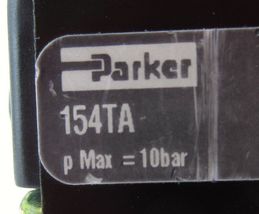 Parker
154TA
p Max = 10bar